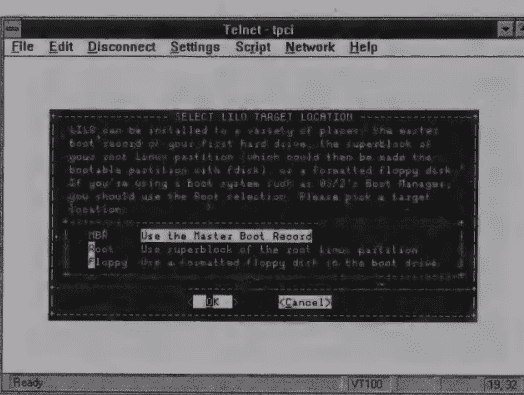 Telnet - tpci
File Edit Disconnect Settings Script Network Help
SELECT LILO TARGET LOCATION
LILO can be installed to a variety of places: the master
boot record of your first hard drive, the superblock of
your root Linux partition (which could then be made the
bootable partition with fdisk), or a formatted floppy disk.
If you're using a boot system such as OS/2's Boot Manager,
you should use the Root selection. Please pick a target
location:
MBR Use the Master Boot Record
Root Use superblock of the root Linux partition
Floppy Use a formatted floppy disk in the boot drive
OK <Cancel>
Ready VT100 19, 32